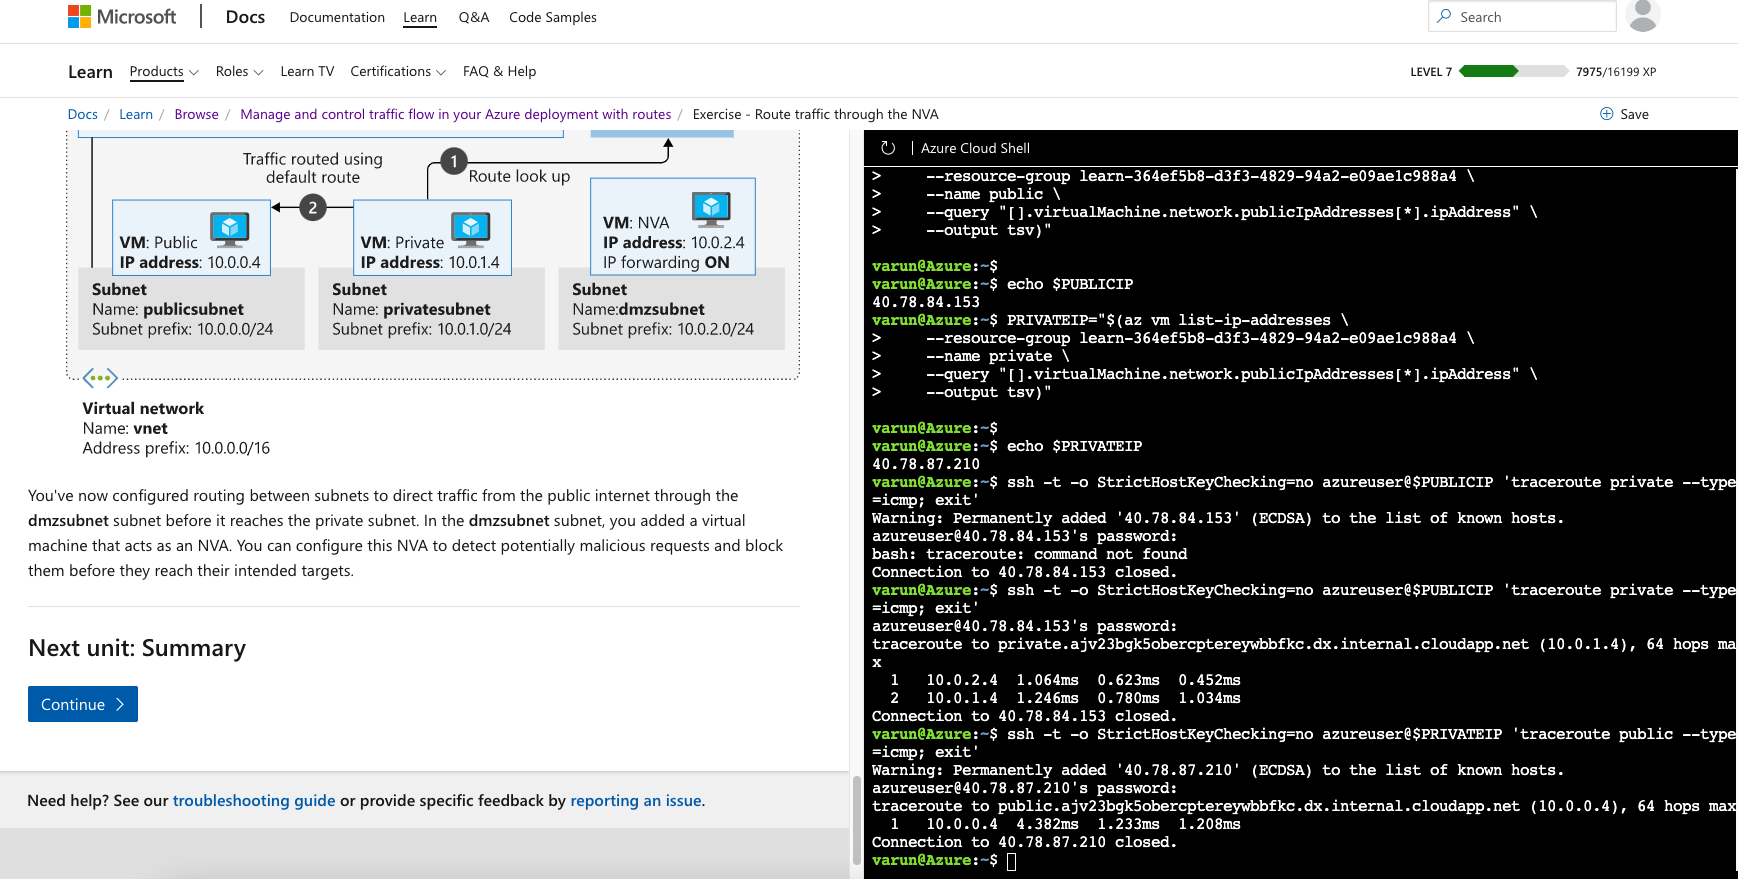 Microsoft Docs Documentation Learn Q&A Code Samples Search
Learn Products Roles Learn TV Certifications FAQ & Help LEVEL 7 7975/16199 XP
Docs / Learn / Browse / Manage and control traffic flow in your Azure deployment with routes / Exercise - Route traffic through the NVA Save
Traffic routed using
default route
1
Route look up
2
VM: Public
IP address: 10.0.0.4
VM: Private
IP address: 10.0.1.4
VM: NVA
IP address: 10.0.2.4
IP forwarding ON
Subnet
Name: publicsubnet
Subnet prefix: 10.0.0.0/24
Subnet
Name: privatesubnet
Subnet prefix: 10.0.1.0/24
Subnet
Name:dmzsubnet
Subnet prefix: 10.0.2.0/24
Virtual network
Name: vnet
Address prefix: 10.0.0.0/16
You've now configured routing between subnets to direct traffic from the public internet through the
dmzsubnet subnet before it reaches the private subnet. In the dmzsubnet subnet, you added a virtual
machine that acts as an NVA. You can configure this NVA to detect potentially malicious requests and block
them before they reach their intended targets.
Next unit: Summary
Continue
Need help? See our troubleshooting guide or provide specific feedback by reporting an issue.
| Azure Cloud Shell
>     --resource-group learn-364ef5b8-d3f3-4829-94a2-e09ae1c988a4 \
>     --name public \
>     --query "[].virtualMachine.network.publicIpAddresses[*].ipAddress" \
>     --output tsv)"
varun@Azure:~$
varun@Azure:~$ echo $PUBLICIP
40.78.84.153
varun@Azure:~$ PRIVATEIP="$(az vm list-ip-addresses \
>     --resource-group learn-364ef5b8-d3f3-4829-94a2-e09ae1c988a4 \
>     --name private \
>     --query "[].virtualMachine.network.publicIpAddresses[*].ipAddress" \
>     --output tsv)"
varun@Azure:~$
varun@Azure:~$ echo $PRIVATEIP
40.78.87.210
varun@Azure:~$ ssh -t -o StrictHostKeyChecking=no azureuser@$PUBLICIP 'traceroute private --type
=icmp; exit'
Warning: Permanently added '40.78.84.153' (ECDSA) to the list of known hosts.
azureuser@40.78.84.153's password:
bash: traceroute: command not found
Connection to 40.78.84.153 closed.
varun@Azure:~$ ssh -t -o StrictHostKeyChecking=no azureuser@$PUBLICIP 'traceroute private --type
=icmp; exit'
azureuser@40.78.84.153's password:
traceroute to private.ajv23bgk5obercptereywbbfkc.dx.internal.cloudapp.net (10.0.1.4), 64 hops ma
x
1   10.0.2.4  1.064ms  0.623ms  0.452ms
2   10.0.1.4  1.246ms  0.780ms  1.034ms
Connection to 40.78.84.153 closed.
varun@Azure:~$ ssh -t -o StrictHostKeyChecking=no azureuser@$PRIVATEIP 'traceroute public --type
=icmp; exit'
Warning: Permanently added '40.78.87.210' (ECDSA) to the list of known hosts.
azureuser@40.78.87.210's password:
traceroute to public.ajv23bgk5obercptereywbbfkc.dx.internal.cloudapp.net (10.0.0.4), 64 hops max
1   10.0.0.4  4.382ms  1.233ms  1.208ms
Connection to 40.78.87.210 closed.
varun@Azure:~$